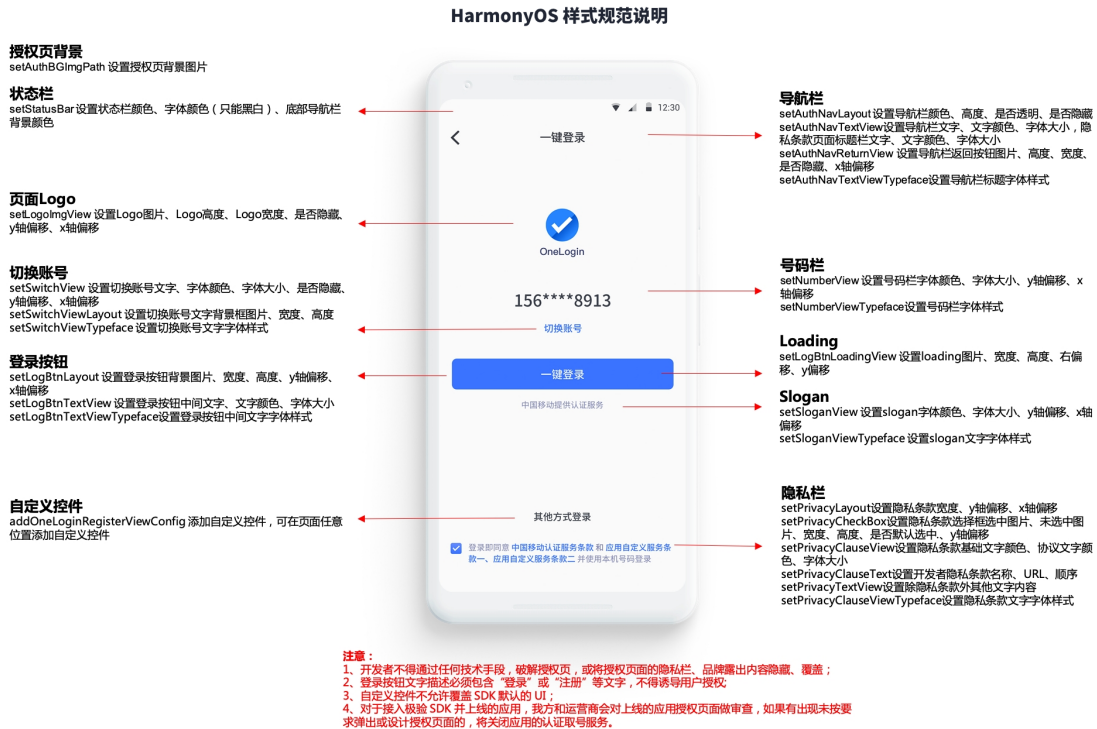 HarmonyOS 样式规范说明
授权页背景
setAuthBGImgPath 设置授权页背景图片
状态栏
setStatusBar设置状态栏颜色、字体颜色（只能黑白）、底部导航栏
背景颜色
页面Logo
setLogoImgView 设置Logo图片、Logo高度、Logo宽度、是否隐藏、
y轴偏移、x轴偏移
切换账号
setSwitchView 设置切换账号文字、字体颜色、字体大小、是否隐藏、
y轴偏移、x轴偏移
setSwitchViewLayout 设置切换账号文字背景框图片、宽度、高度
setSwitchViewTypeface 设置切换账号文字字体样式
登录按钮
setLogBtnLayout 设置登录按钮背景图片、宽度、高度、y轴偏移、
x轴偏移
setLogBtnTextView 设置登录按钮中间文字、文字颜色、字体大小
setLogBtnTextViewTypeface设置登录按钮中间文字字体样式
自定义控件
addOneLoginRegisterViewConfig 添加自定义控件，可在页面任意
位置添加自定义控件
12:30
一键登录
OneLogin
156****8913
切换账号
一键登录
中国移动提供认证服务
其他方式登录
登录即同意 中国移动认证服务条款 和 应用自定义服务条
款一、应用自定义服务条款二 并使用本机号码登录
导航栏
setAuthNavLayout 设置导航栏颜色、高度、是否透明、是否隐藏
setAuthNavTextView设置导航栏文字、文字颜色、字体大小，隐
私条款页面标题栏文字、文字颜色、字体大小
setAuthNavReturnView 设置导航栏返回按钮图片、高度、宽度、
是否隐藏、x轴偏移
setAuthNavTextViewTypeface设置导航栏标题字体样式
号码栏
setNumberView 设置号码栏字体颜色、字体大小、y轴偏移、x
轴偏移
setNumberViewTypeface设置号码栏字体样式
Loading
setLogBtnLoadingView 设置loading图片、宽度、高度、右偏
移、y偏移
Slogan
setSloganView 设置slogan字体颜色、字体大小、y轴偏移、x轴
偏移
setSloganViewTypeface 设置slogan文字字体样式
隐私栏
setPrivacyLayout设置隐私条款宽度、y轴偏移、x轴偏移
setPrivacyCheckBox设置隐私条款选择框选中图片、未选中图
片、宽度、高度、是否默认选中、、y轴偏移
setPrivacyClauseView设置隐私条款基础文字颜色、协议文字颜
色、字体大小
setPrivacyClauseText设置开发者隐私条款名称、URL、顺序
setPrivacyTextView设置除隐私条款外其他文字内容
setPrivacyClauseViewTypeface设置隐私条款文字字体样式
注意：
1、开发者不得通过任何技术手段，破解授权页，或将授权页面的隐私栏、品牌露出内容隐藏、覆盖；
2、登录按钮文字描述必须包含“登录”或“注册”等文字，不得诱导用户授权;
3、自定义控件不允许覆盖 SDK 默认的 UI；
4、对于接入极验 SDK 并上线的应用，我方和运营商会对上线的应用授权页面做审查，如果有出现未按要
求弹出或设计授权页面的，将关闭应用的认证取号服务。